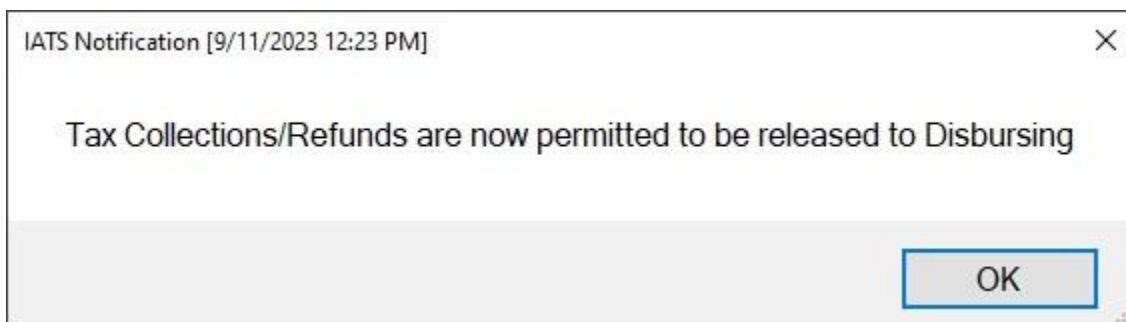 IATS Notification [9/11/2023 12:23 PM]
Tax Collections/Refunds are now permitted to be released to Disbursing
OK